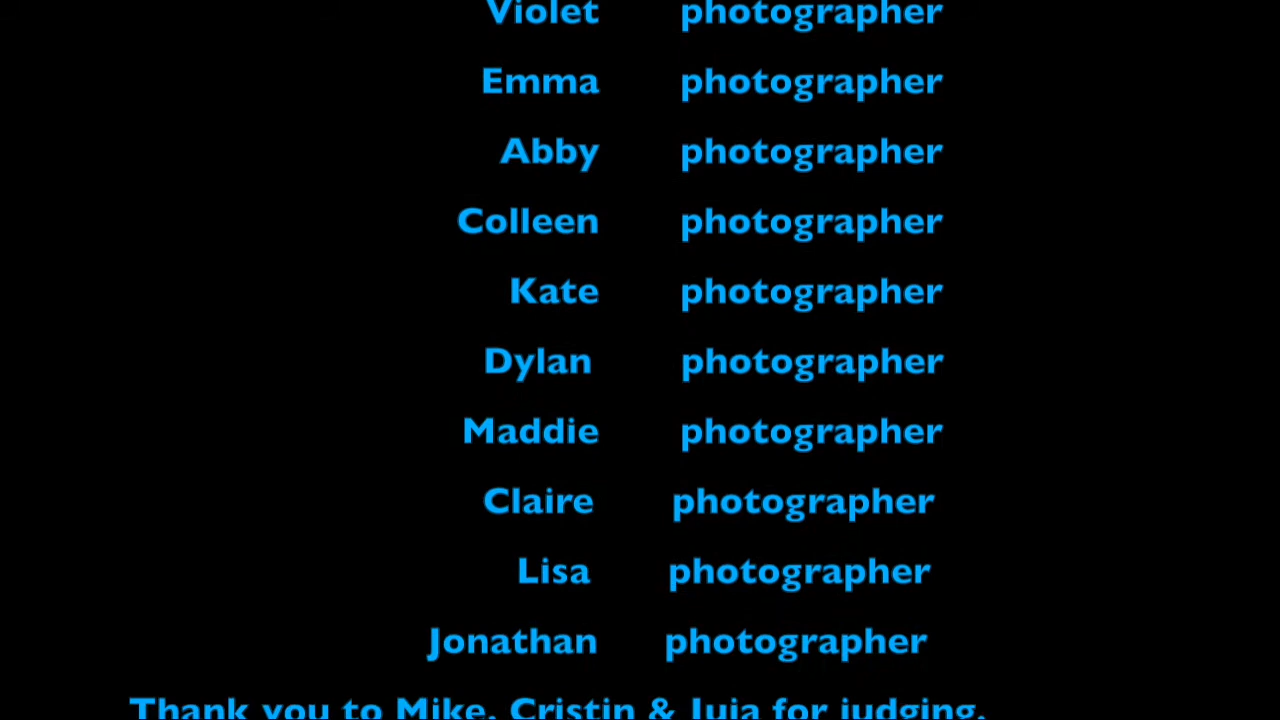 Violet photographer
Emma photographer
Abby photographer
Colleen photographer
Kate photographer
Dylan photographer
Maddie photographer
Claire photographer
Lisa photographer
Jonathan photographer
Thank you to Mike, Cristin & for judging.